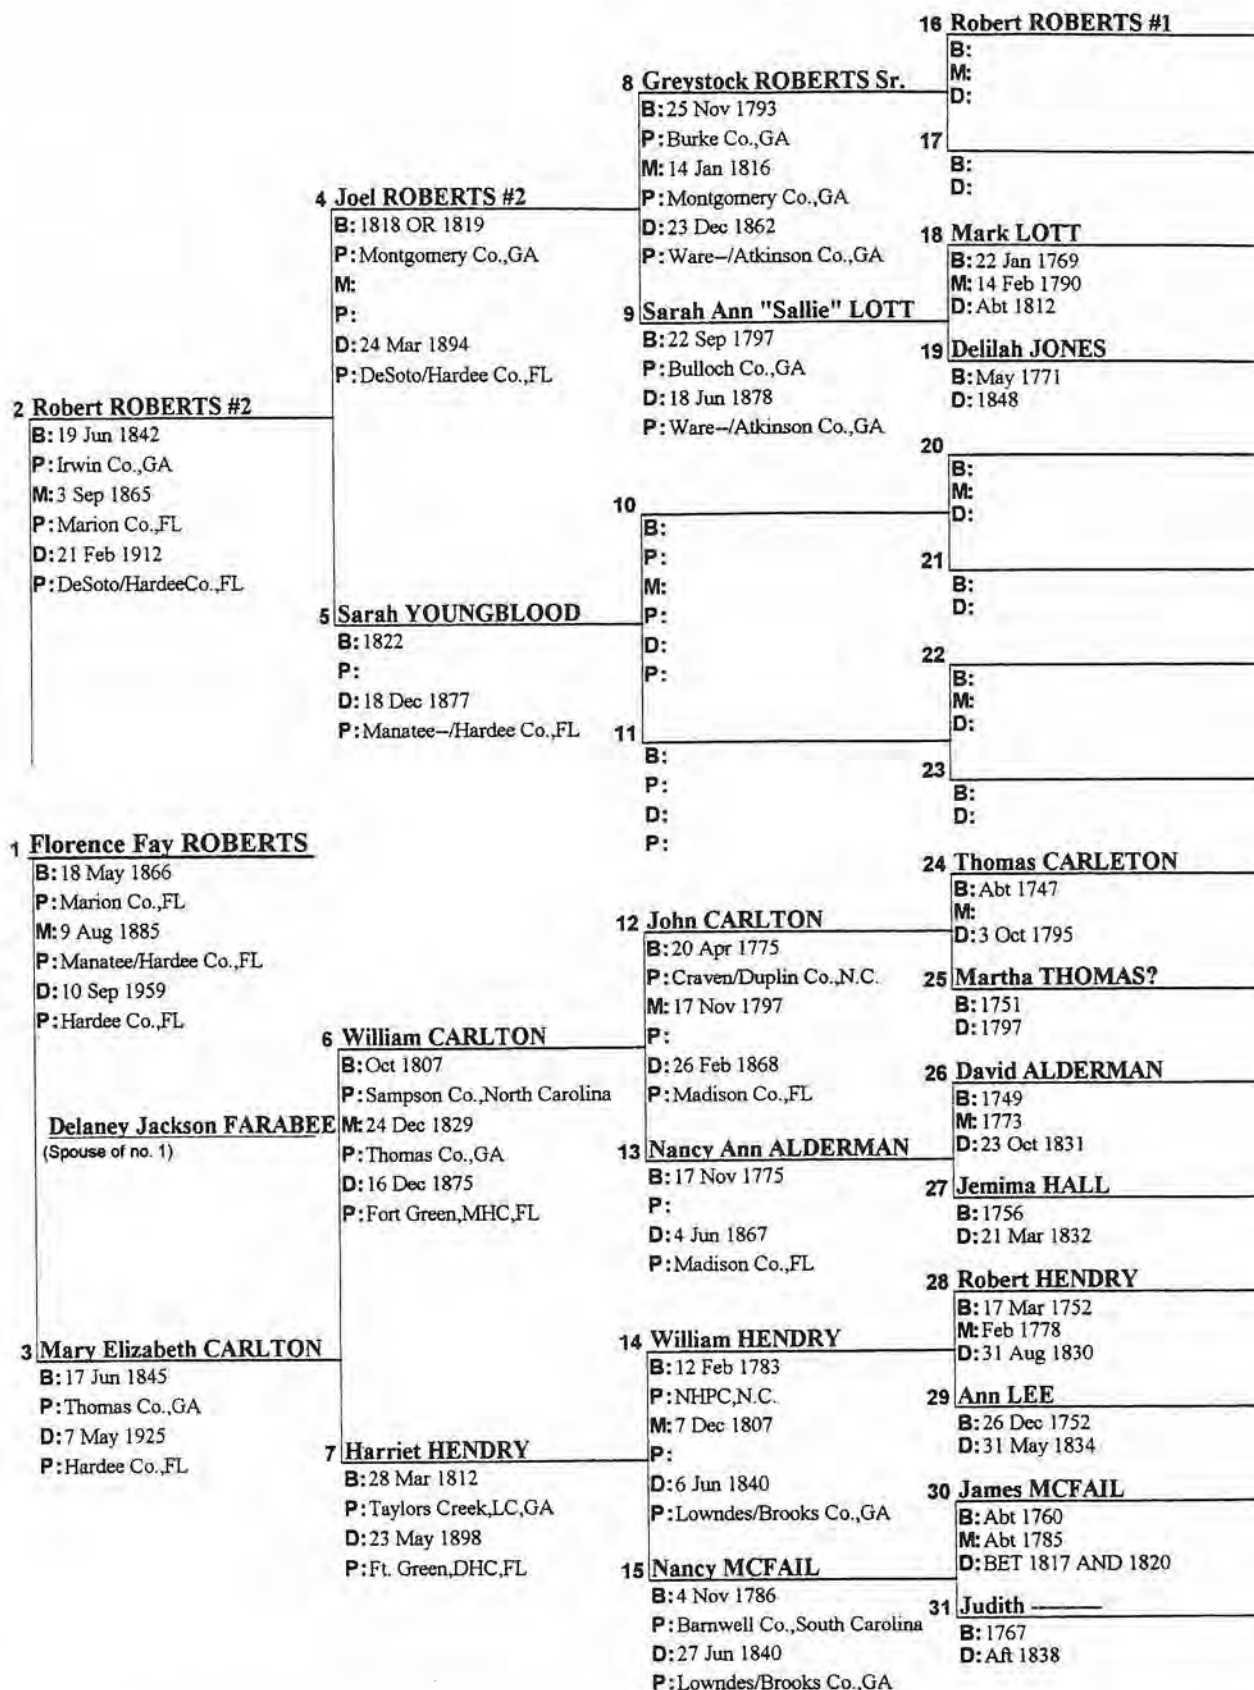 16 Robert ROBERTS #1
B:
M:
D:
8 Greystock ROBERTS Sr.
B: 25 Nov 1793
P: Burke Co.,GA
M: 14 Jan 1816
P: Montgomery Co.,GA
D: 23 Dec 1862
P: Ware--/Atkinson Co.,GA
17
B:
D:
4 Joel ROBERTS #2
B: 1818 OR 1819
P: Montgomery Co.,GA
M:
P:
D: 24 Mar 1894
P: DeSoto/Hardee Co.,FL
18 Mark LOTT
B: 22 Jan 1769
M: 14 Feb 1790
D: Abt 1812
9 Sarah Ann "Sallie" LOTT
B: 22 Sep 1797
P: Bulloch Co.,GA
D: 18 Jun 1878
P: Ware--/Atkinson Co.,GA
19 Delilah JONES
B: May 1771
D: 1848
2 Robert ROBERTS #2
B: 19 Jun 1842
P: Irwin Co.,GA
M: 3 Sep 1865
P: Marion Co.,FL
D: 21 Feb 1912
P: DeSoto/HardeeCo.,FL
20
B:
M:
D:
10
B:
P:
M:
P:
D:
P:
21
B:
D:
5 Sarah YOUNGBLOOD
B: 1822
P:
D: 18 Dec 1877
P: Manatee--/Hardee Co.,FL
22
B:
M:
D:
11
B:
P:
D:
P:
23
B:
D:
1 Florence Fay ROBERTS
B: 18 May 1866
P: Marion Co.,FL
M: 9 Aug 1885
P: Manatee/Hardee Co.,FL
D: 10 Sep 1959
P: Hardee Co.,FL
24 Thomas CARLETON
B: Abt 1747
M:
D: 3 Oct 1795
12 John CARLTON
B: 20 Apr 1775
P: Craven/Duplin Co.,N.C.
M: 17 Nov 1797
P:
D: 26 Feb 1868
P: Madison Co.,FL
25 Martha THOMAS?
B: 1751
D: 1797
6 William CARLTON
B: Oct 1807
P: Sampson Co.,North Carolina
M: 24 Dec 1829
P: Thomas Co.,GA
D: 16 Dec 1875
P: Fort Green,MHC,FL
26 David ALDERMAN
B: 1749
M: 1773
D: 23 Oct 1831
Delaney Jackson FARABEE
(Spouse of no. 1)
13 Nancy Ann ALDERMAN
B: 17 Nov 1775
P:
D: 4 Jun 1867
P: Madison Co.,FL
27 Jemima HALL
B: 1756
D: 21 Mar 1832
28 Robert HENDRY
B: 17 Mar 1752
M: Feb 1778
D: 31 Aug 1830
3 Mary Elizabeth CARLTON
B: 17 Jun 1845
P: Thomas Co.,GA
D: 7 May 1925
P: Hardee Co.,FL
14 William HENDRY
B: 12 Feb 1783
P: NHPC,N.C.
M: 7 Dec 1807
P:
D: 6 Jun 1840
P: Lowndes/Brooks Co.,GA
29 Ann LEE
B: 26 Dec 1752
D: 31 May 1834
7 Harriet HENDRY
B: 28 Mar 1812
P: Taylors Creek,LC,GA
D: 23 May 1898
P: Ft. Green,DHC,FL
30 James MCFAIL
B: Abt 1760
M: Abt 1785
D: BET 1817 AND 1820
15 Nancy MCFAIL
B: 4 Nov 1786
P: Barnwell Co.,South Carolina
D: 27 Jun 1840
P: Lowndes/Brooks Co.,GA
31 Judith --------
B: 1767
D: Aft 1838